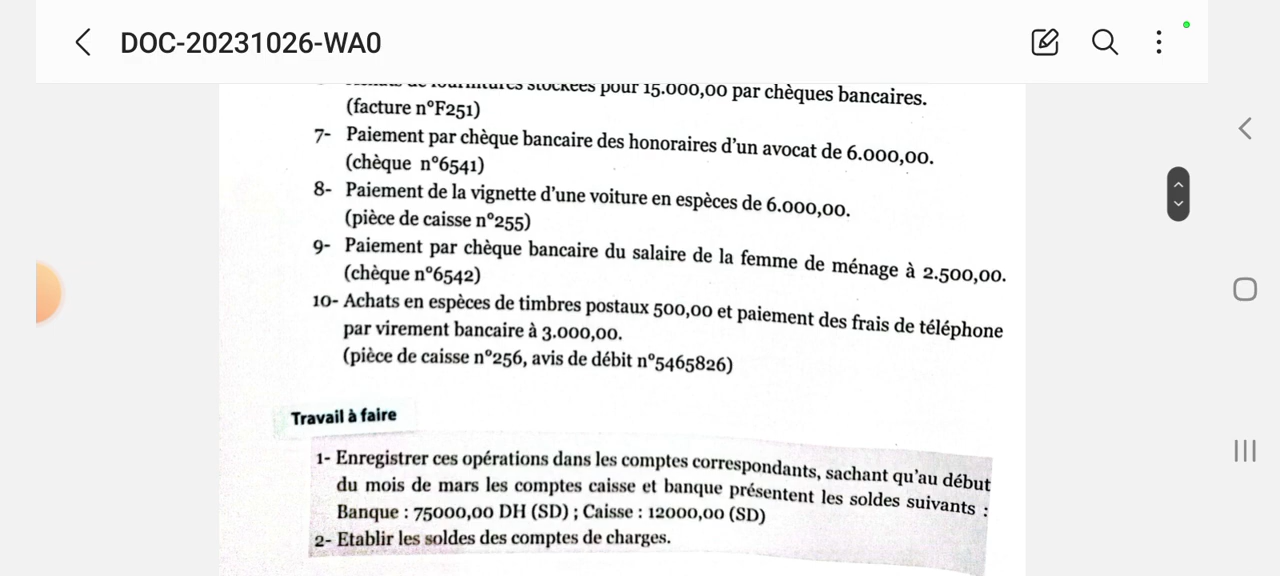 DOC-20231026-WA0
de fournitures stockées pour 15.000,00 par chèques bancaires.
(facture n°F251)
7- Paiement par chèque bancaire des honoraires d'un avocat de 6.000,00.
(chèque n°6541)
8- Paiement de la vignette d'une voiture en espèces de 6.000,00.
(pièce de caisse n°255)
9- Paiement par chèque bancaire du salaire de la femme de ménage à 2.500,00.
(chèque n°6542)
10- Achats en espèces de timbres postaux 500,00 et paiement des frais de téléphone
par virement bancaire à 3.000,00.
(pièce de caisse n°256, avis de débit n°5465826)
Travail à faire
1- Enregistrer ces opérations dans les comptes correspondants, sachant qu'au début
du mois de mars les comptes caisse et banque présentent les soldes suivants :
Banque : 75000,00 DH (SD) ; Caisse : 12000,00 (SD)
2- Etablir les soldes des comptes de charges.